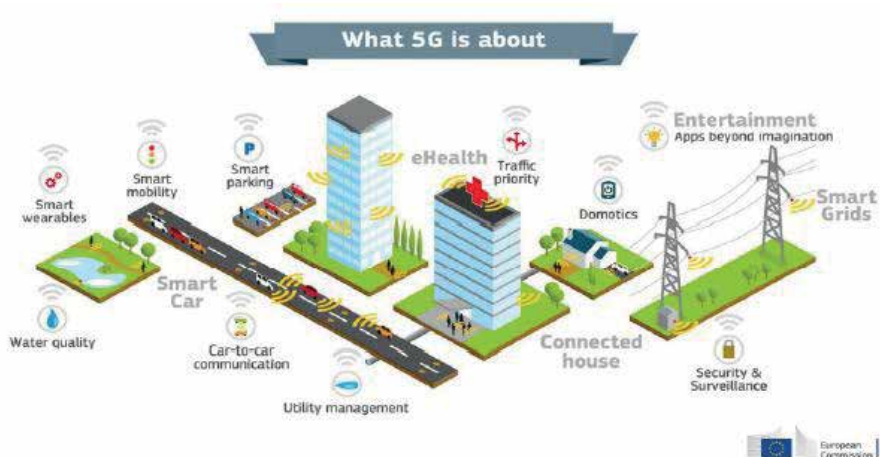 What 5G is about
Entertainment
Apps beyond imagination
eHealth
Smart
wearables
Smart
mobility
Smart
parking
P
Traffic
priority
Domotics
Smart
Grids
Smart
Car
Water quality
Car-to-car
communication
Utility management
Connected
house
Security &
Surveillance
European
Commission